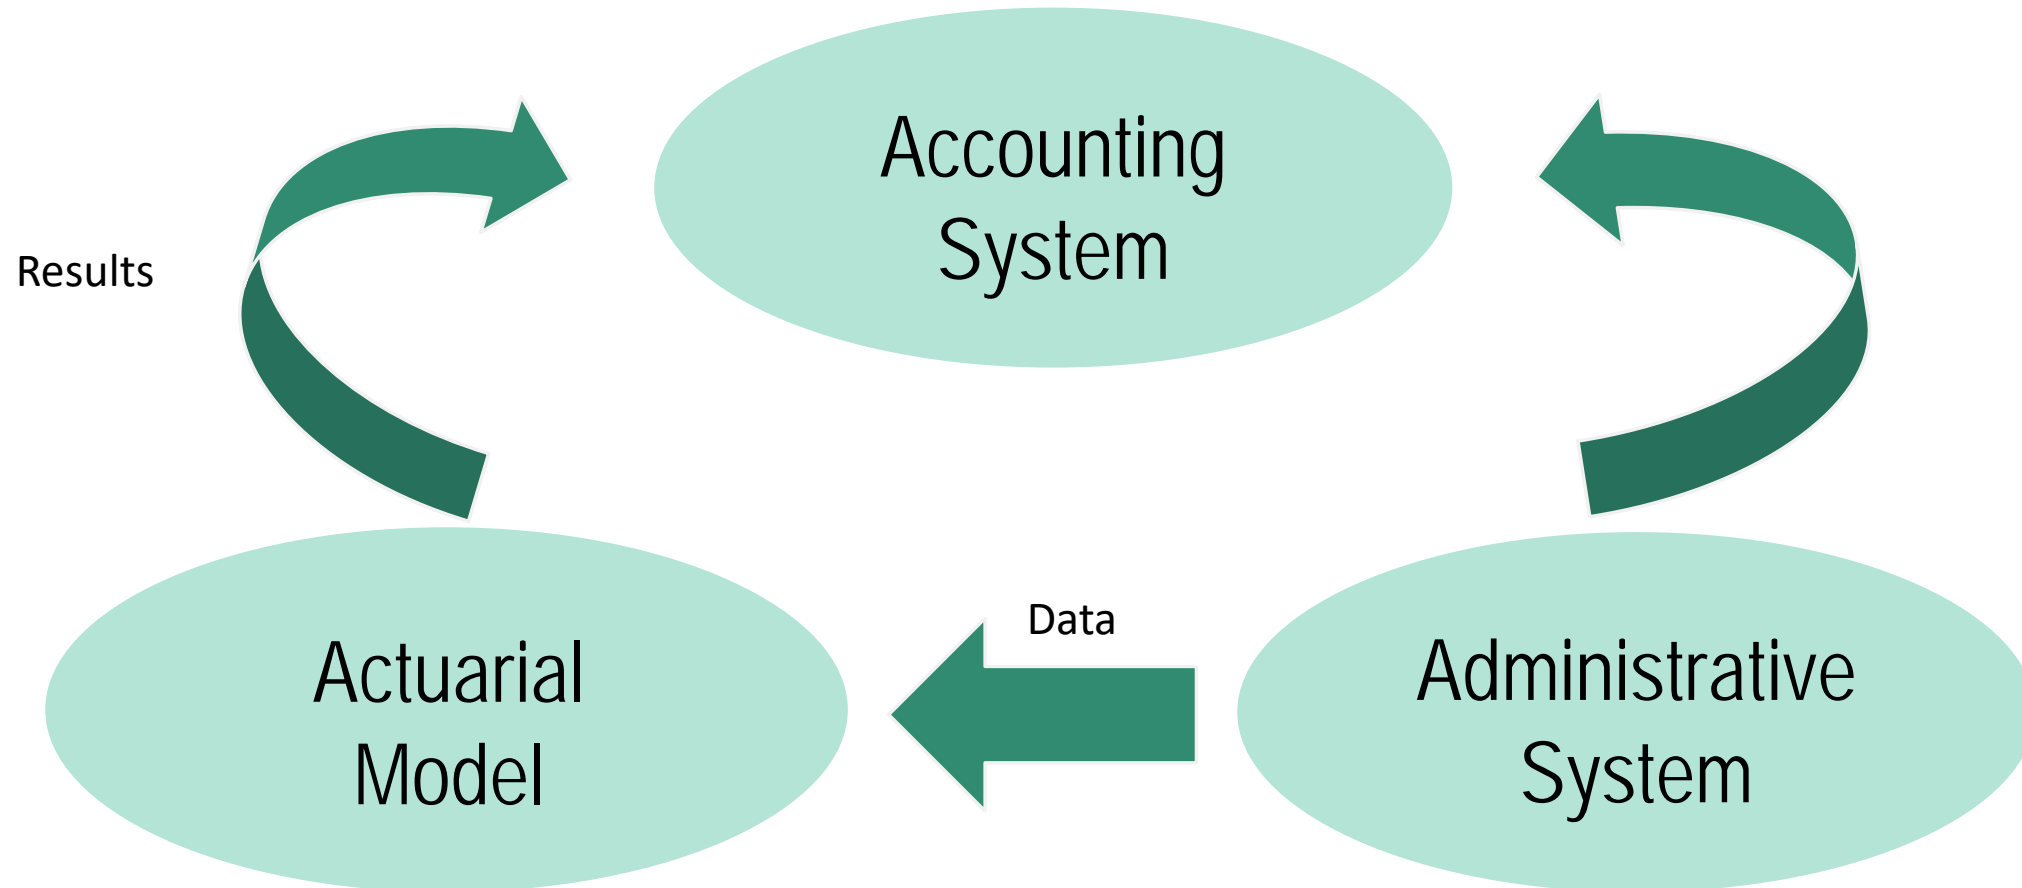 Accounting
System
Results
Data
Actuarial
Model
Administrative
System